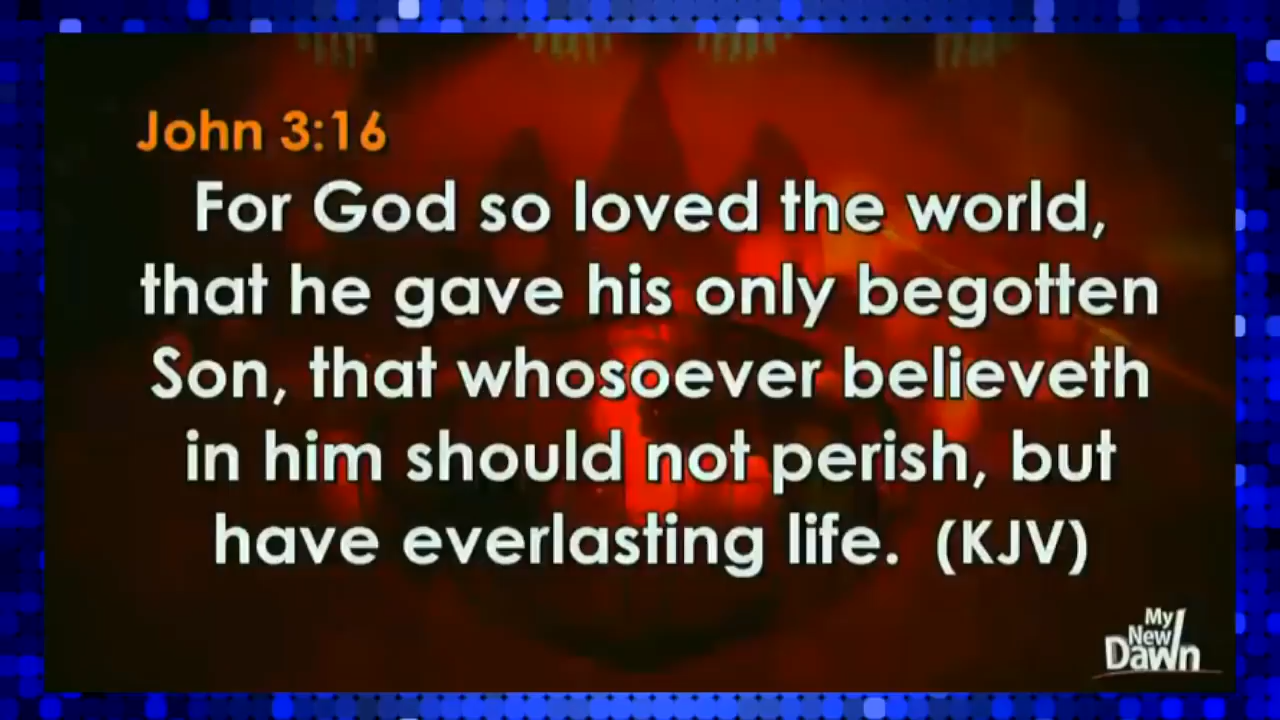 John 3:16
For God so loved the world,
that he gave his only begotten
Son, that whosoever believeth
in him should not perish, but
have everlasting life. (KJV)
My
New
Dawn